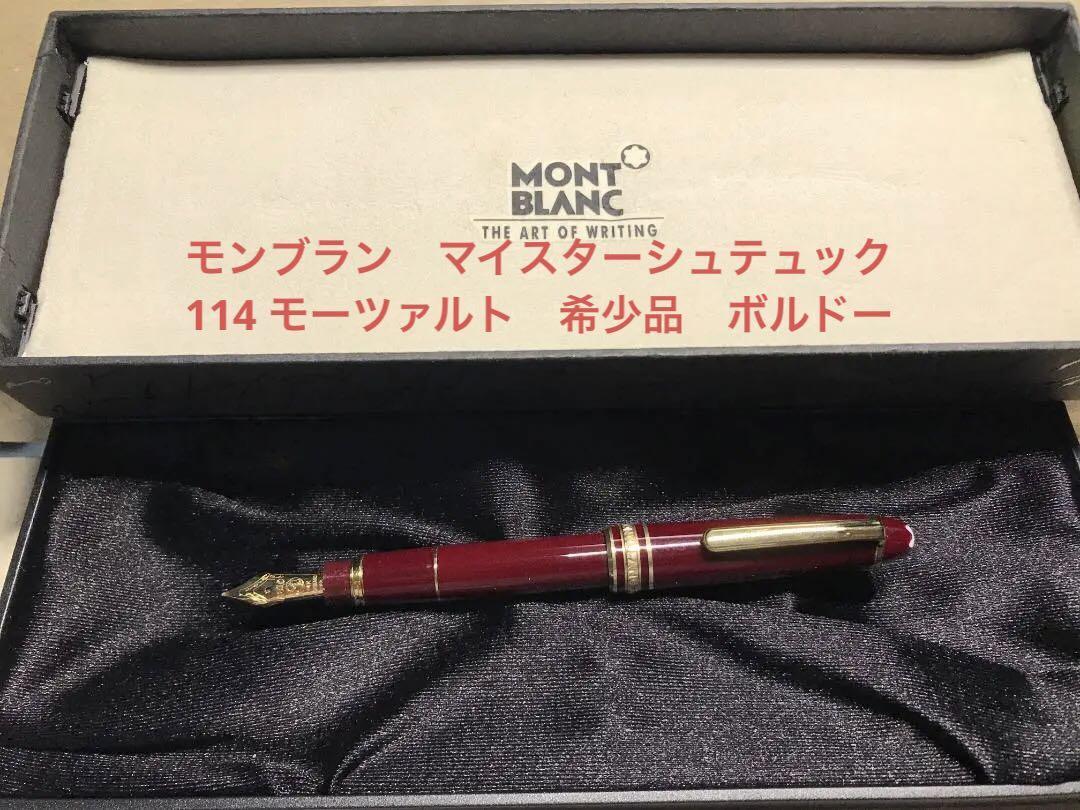 MONT
BLANC
THE ART OF WRITING
モンブラン　マイスターシュテュック
114 モーツァルト　希少品　ボルドー